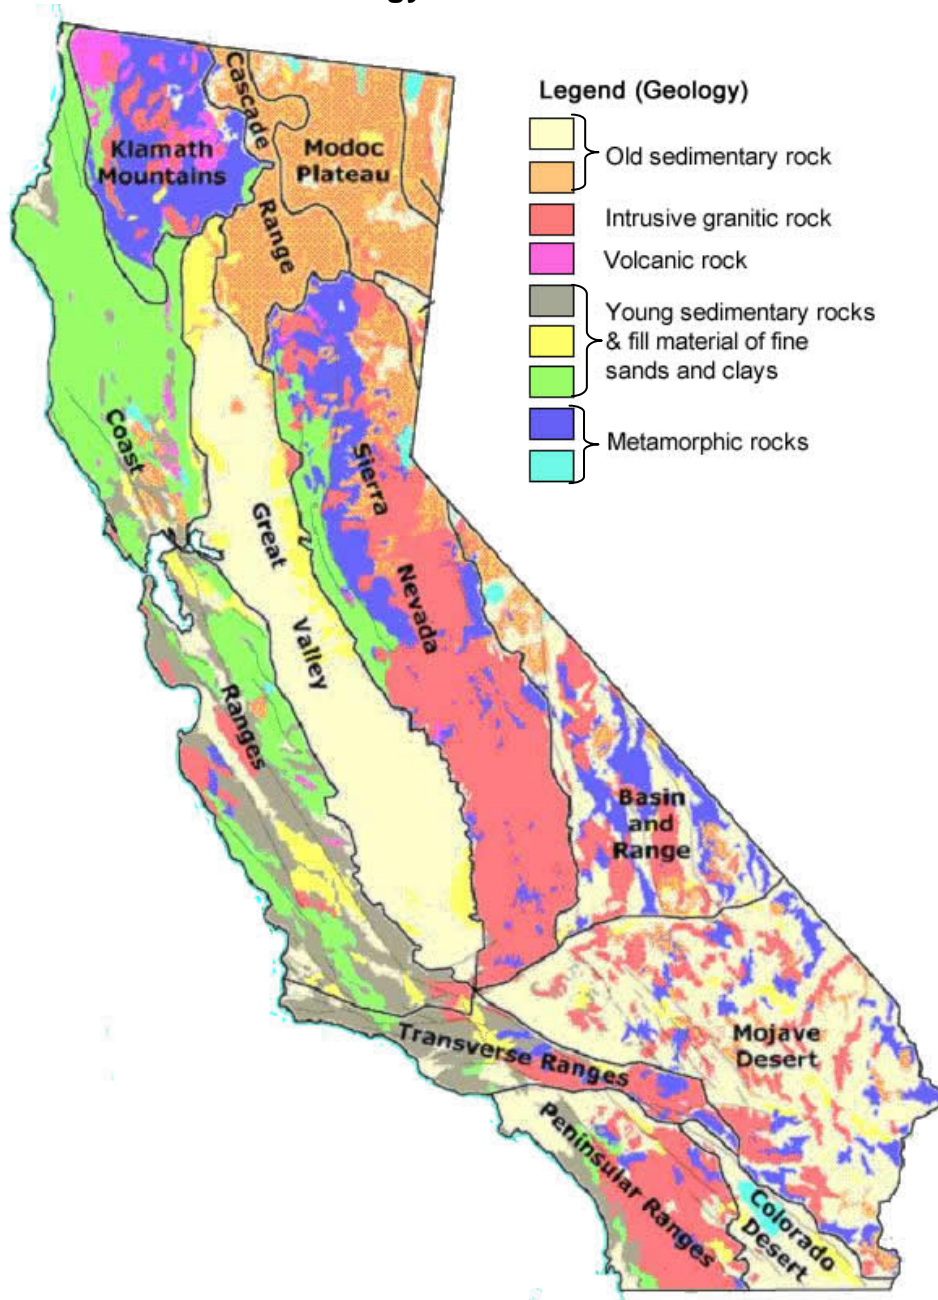 Legend (Geology)
Old sedimentary rock
Intrusive granitic rock
Volcanic rock
Young sedimentary rocks
& fill material of fine
sands and clays
Metamorphic rocks
Cascade
Range
Klamath
Mountains
Modoc
Plateau
Coast
Ranges
Great
Valley
Sierra
Nevada
Basin
and
Range
Mojave
Desert
Transverse Ranges
Peninsular Ranges
Colorado
Desert